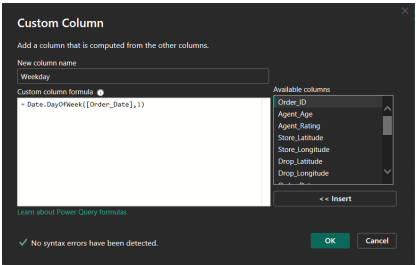 Custom Column
Add a column that is computed from the other columns.
New column name
Weekday
Custom column formula
= Date.DayOfWeek([Order_Date],1)
Available columns
Order_ID
Agent_Age
Agent_Rating
Store_Latitude
Store_Longitude
Drop_Latitude
Drop_Longitude
<< Insert
Learn about Power Query formulas
No syntax errors have been detected.
OK
Cancel